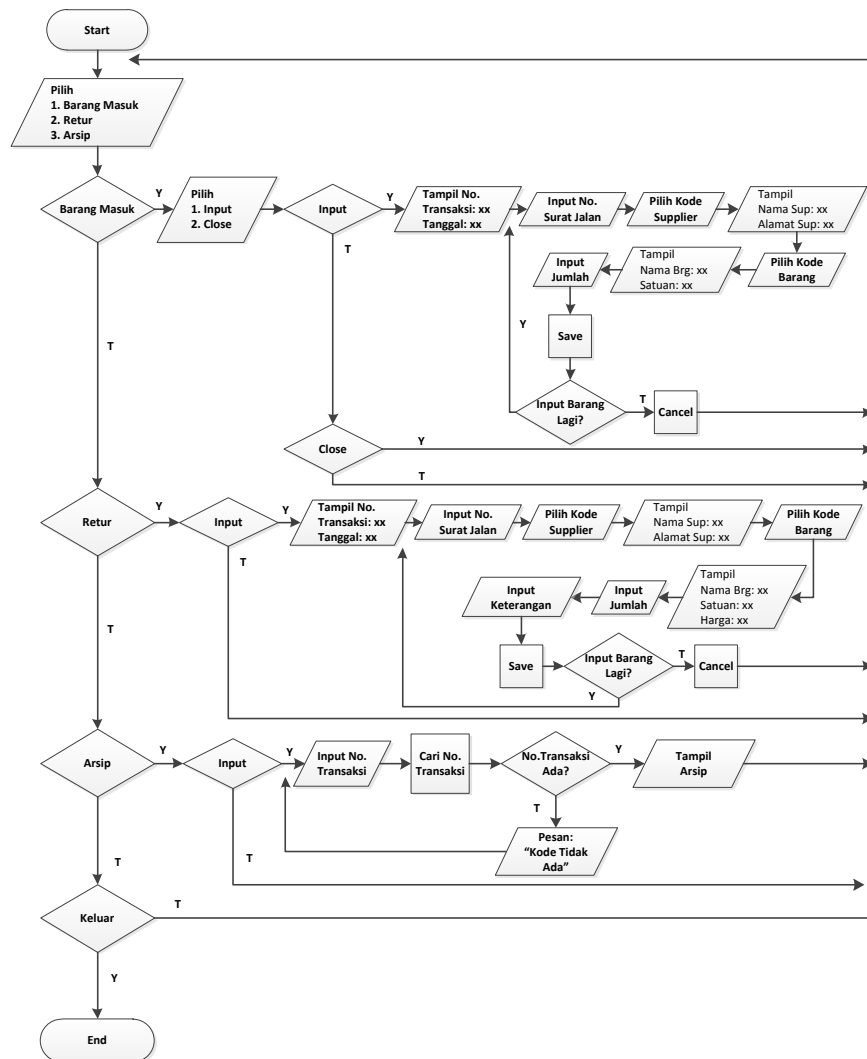 Start
Pilih
1. Barang Masuk
2. Retur
3. Arsip
Barang Masuk
Y
Pilih
1. Input
2. Close
Input
Y
Tampil No.
Transaksi: xx
Tanggal: xx
Input No.
Surat Jalan
Pilih Kode
Supplier
Tampil
Nama Sup: xx
Alamat Sup: xx
T
Pilih Kode
Barang
Tampil
Nama Brg: xx
Satuan: xx
Input
Jumlah
Save
Y
T
Input Barang
Lagi?
T
Cancel
Close
Y
T
Retur
Y
Input
Y
Tampil No.
Transaksi: xx
Tanggal: xx
Input No.
Surat Jalan
Pilih Kode
Supplier
Tampil
Nama Sup: xx
Alamat Sup: xx
Pilih Kode
Barang
T
Tampil
Nama Brg: xx
Satuan: xx
Harga: xx
Input
Jumlah
Input
Keterangan
T
Save
Input Barang
Lagi?
T
Cancel
Y
Arsip
Y
Input
Y
Input No.
Transaksi
Cari No.
Transaksi
No.Transaksi
Ada?
Y
Tampil
Arsip
T
Pesan:
“Kode Tidak
Ada”
T
T
Keluar
T
Y
End